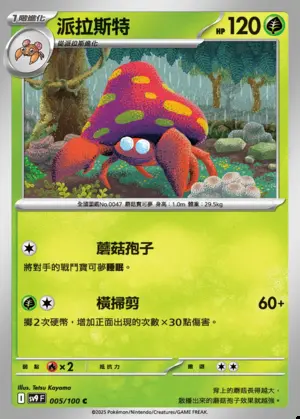 1階進化
派拉斯特
HP 120
從派拉斯進化
全國圖鑑No.0047 蘑菇寶可夢 身高：1.0m 體重：29.5kg
蘑菇孢子
將對手的戰鬥寶可夢睡眠。
橫掃剪 60+
擲2次硬幣，增加正面出現的次數×30點傷害。
弱點 ×2 抵抗力 撤退
Illus. Tetsu Kayama
sv9 F 005/100 C
背上的蘑菇長得越大，
散播出來的蘑菇孢子威力就越強。
©2025 Pokémon/Nintendo/Creatures/GAME FREAK.